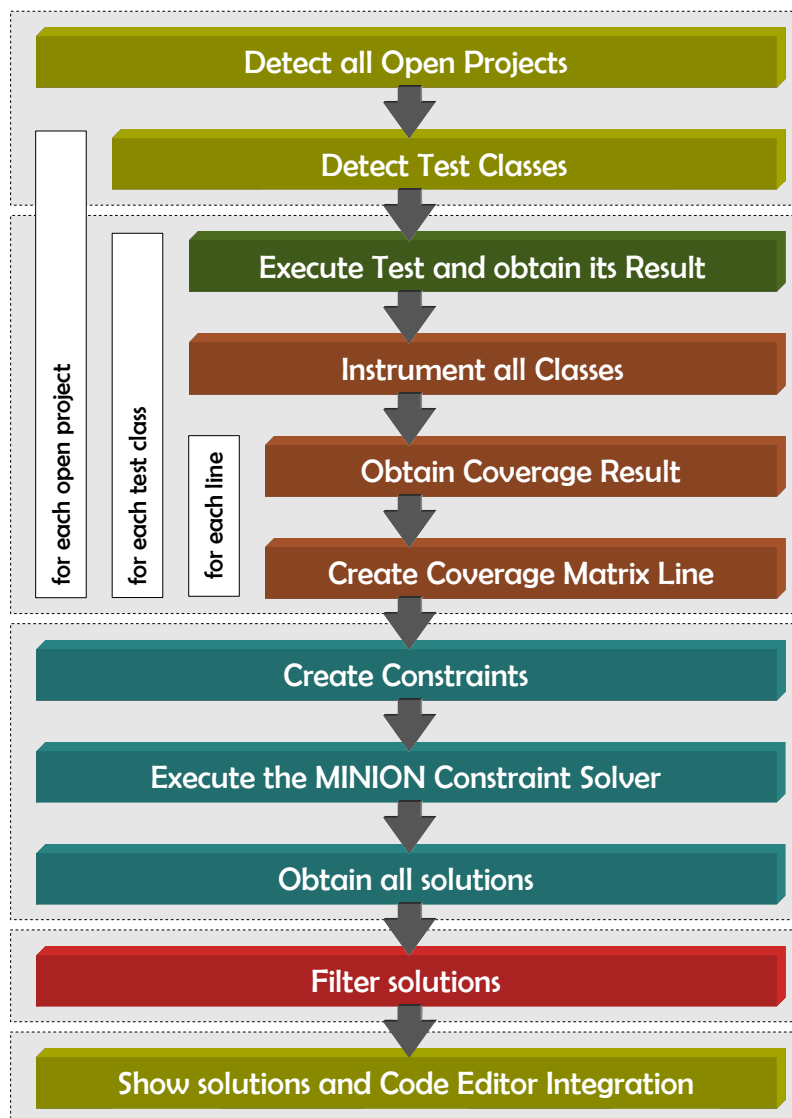 Detect all Open Projects
Detect Test Classes
Execute Test and obtain its Result
Instrument all Classes
Obtain Coverage Result
Create Coverage Matrix Line
for each open project
for each test class
for each line
Create Constraints
Execute the MINION Constraint Solver
Obtain all solutions
Filter solutions
Show solutions and Code Editor Integration